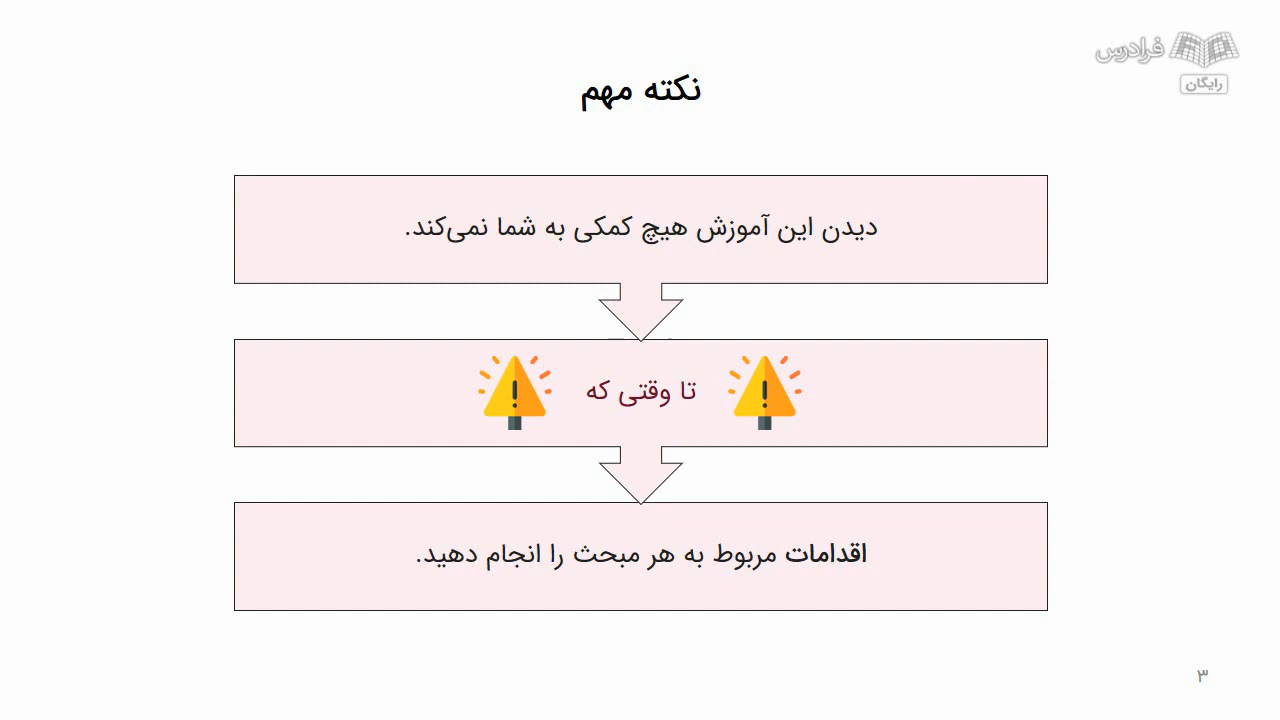 فرادرس
رایگان
نکته مهم
دیدن این آموزش هیچ کمکی به شما نمی‌کند.
تا وقتی که
اقدامات مربوط به هر مبحث را انجام دهید.
۳